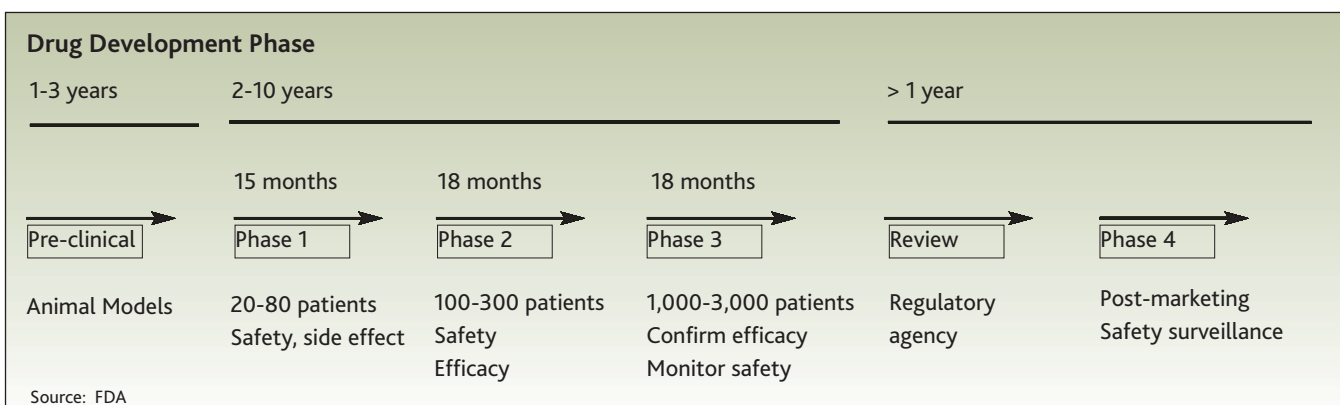 Drug Development Phase
1-3 years
2-10 years
> 1 year
15 months
18 months
18 months
Pre-clinical
Phase 1
Phase 2
Phase 3
Review
Phase 4
Animal Models
20-80 patients
Safety, side effect
100-300 patients
Safety
Efficacy
1,000-3,000 patients
Confirm efficacy
Monitor safety
Regulatory
agency
Post-marketing
Safety surveillance
Source: FDA